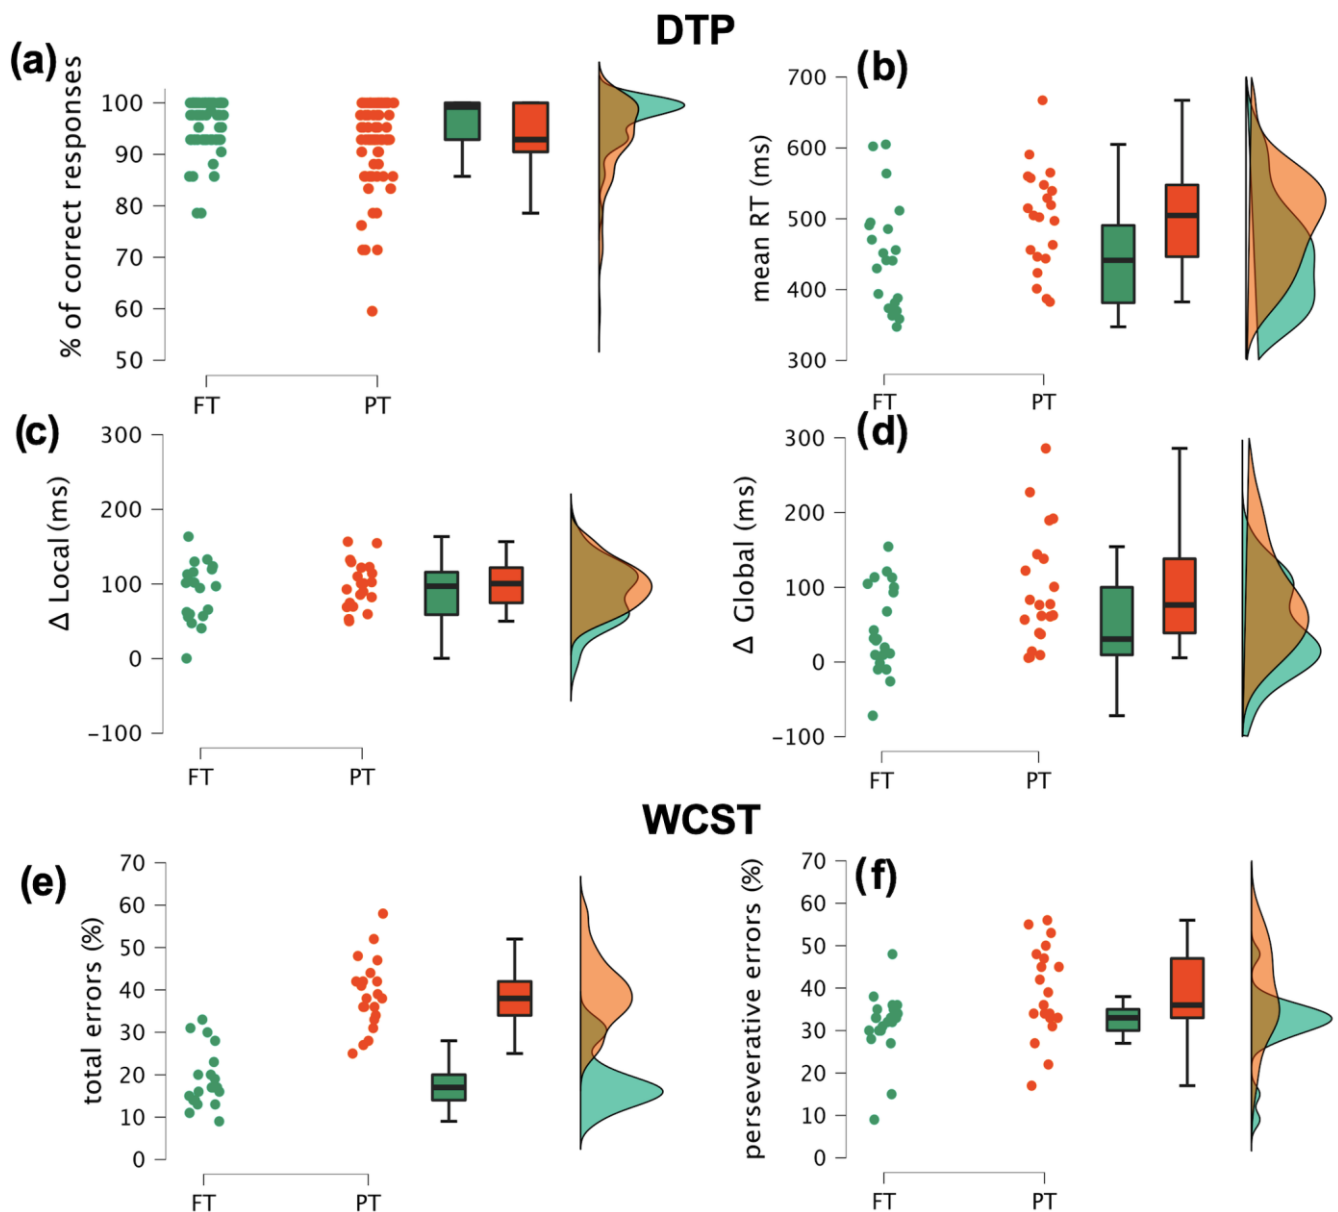 DTP
(a)
% of correct responses
100
90
80
70
60
50
FT PT
(b)
mean RT (ms)
700
600
500
400
300
FT PT
(c)
Δ Local (ms)
300
200
100
0
−100
FT PT
(d)
Δ Global (ms)
300
200
100
0
−100
FT PT
WCST
(e)
total errors (%)
70
60
50
40
30
20
10
0
FT PT
(f)
perseverative errors (%)
70
60
50
40
30
20
10
0
FT PT